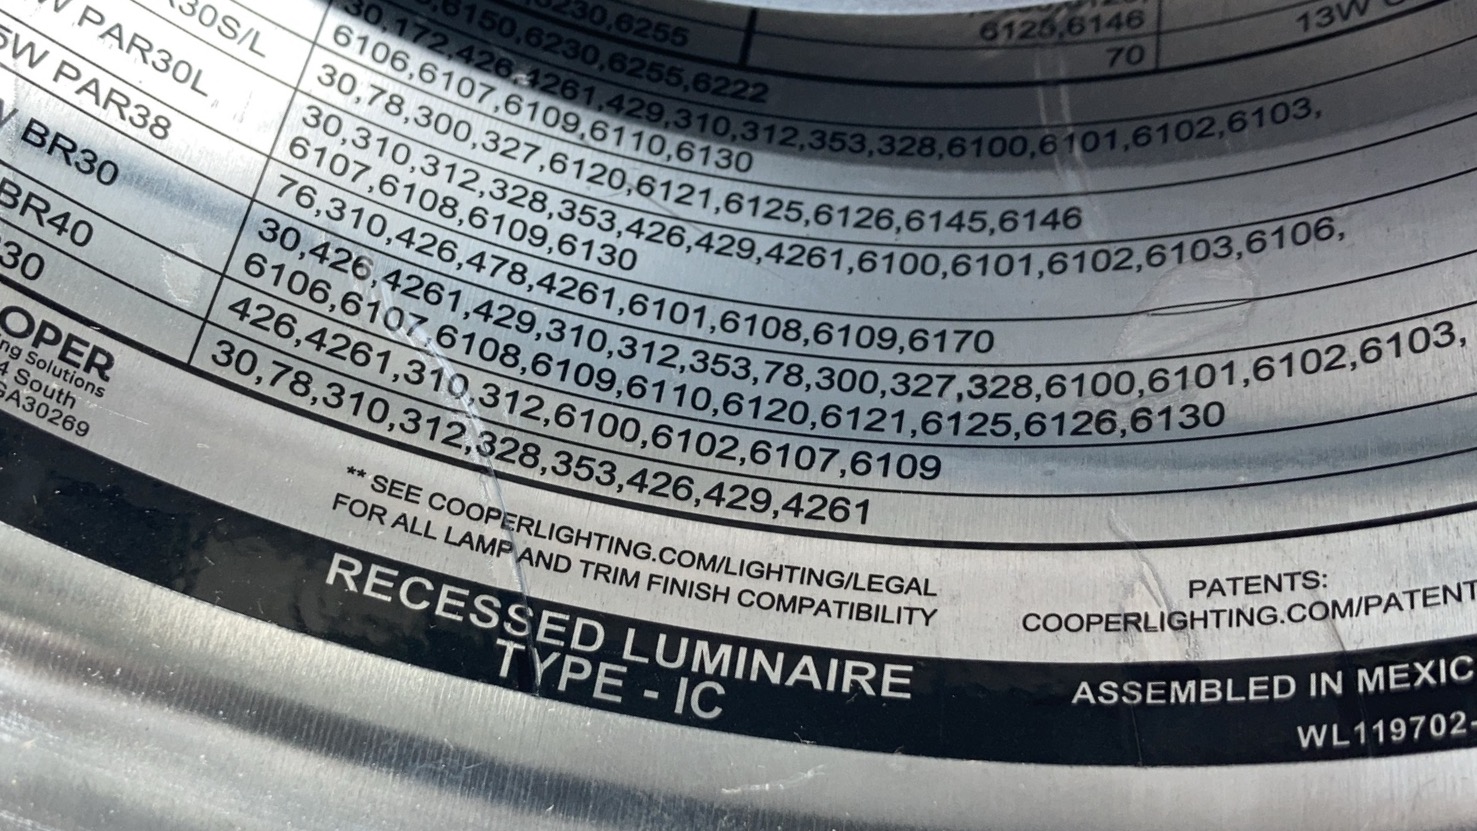 6230,6255
6125,6146
13W
6150,6230,6255,6222
70
30S/L
30,172,426,4261,429,310,312,353,328,6100,6101,6102,6103,
6106,6107,6109,6110,6130
PAR30L
30,78,300,327,6120,6121,6125,6126,6145,6146
5W PAR38
30,310,312,328,353,426,429,4261,6100,6101,6102,6103,6106,
6107,6108,6109,6130
BR30
76,310,426,478,4261,6101,6108,6109,6170
30,426,4261,429,310,312,353,78,300,327,328,6100,6101,6102,6103,
6106,6107,6108,6109,6110,6120,6121,6125,6126,6130
BR40
426,4261,310,312,6100,6102,6107,6109
30
30,78,310,312,328,353,426,429,4261
OPER
ng Solutions
4 South
GA30269
** SEE COOPERLIGHTING.COM/LIGHTING/LEGAL
FOR ALL LAMP AND TRIM FINISH COMPATIBILITY
PATENTS:
COOPERLIGHTING.COM/PATENT
RECESSED LUMINAIRE
TYPE - IC
ASSEMBLED IN MEXIC
WL119702-